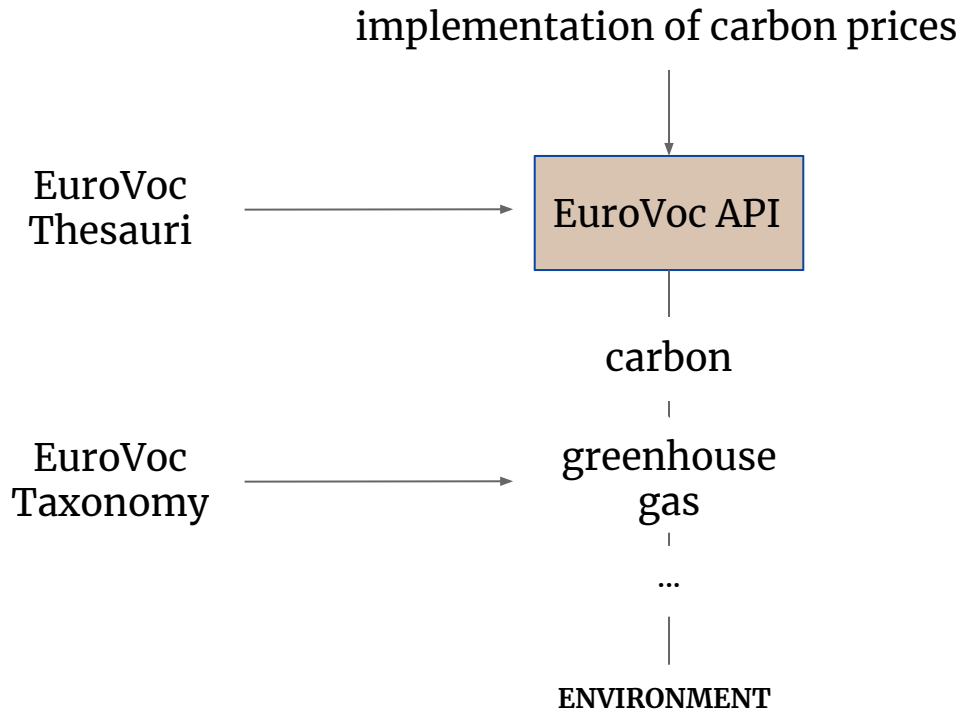 implementation of carbon prices
EuroVoc
Thesauri
EuroVoc API
carbon
EuroVoc
Taxonomy
greenhouse
gas
...
ENVIRONMENT